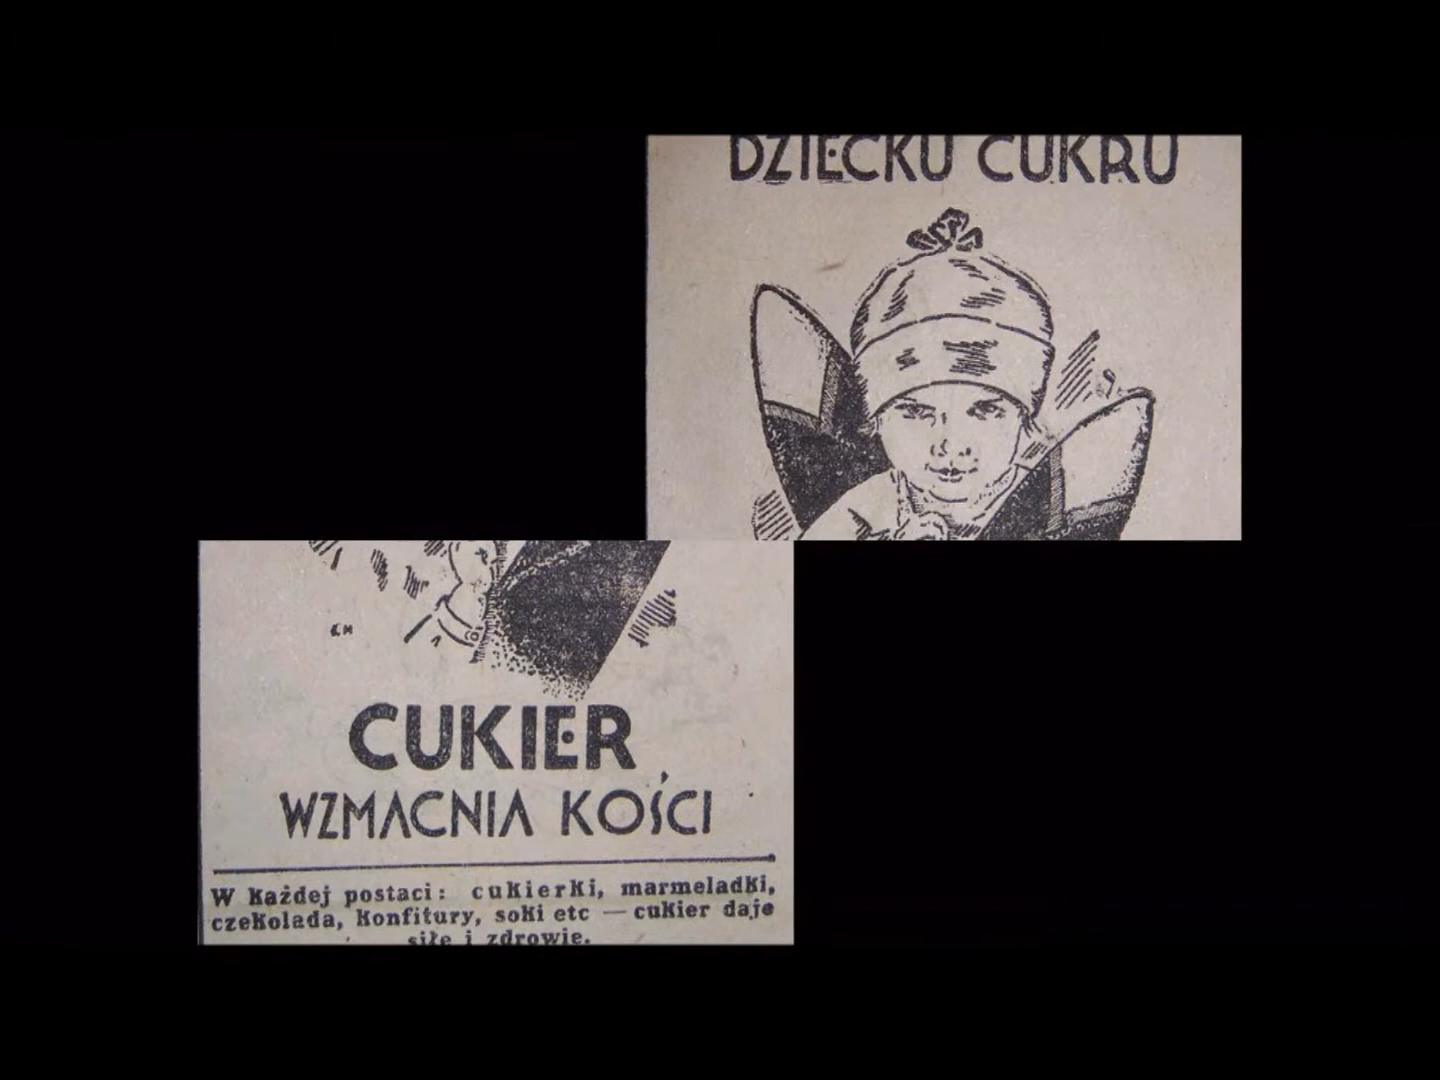 DZIECKU CUKRU
CUKIER
WZMACNIA KOŚCI
W każdej postaci: cukierki, marmeladki,
czekolada, konfitury, soki etc — cukier daje
siłę i zdrowie.